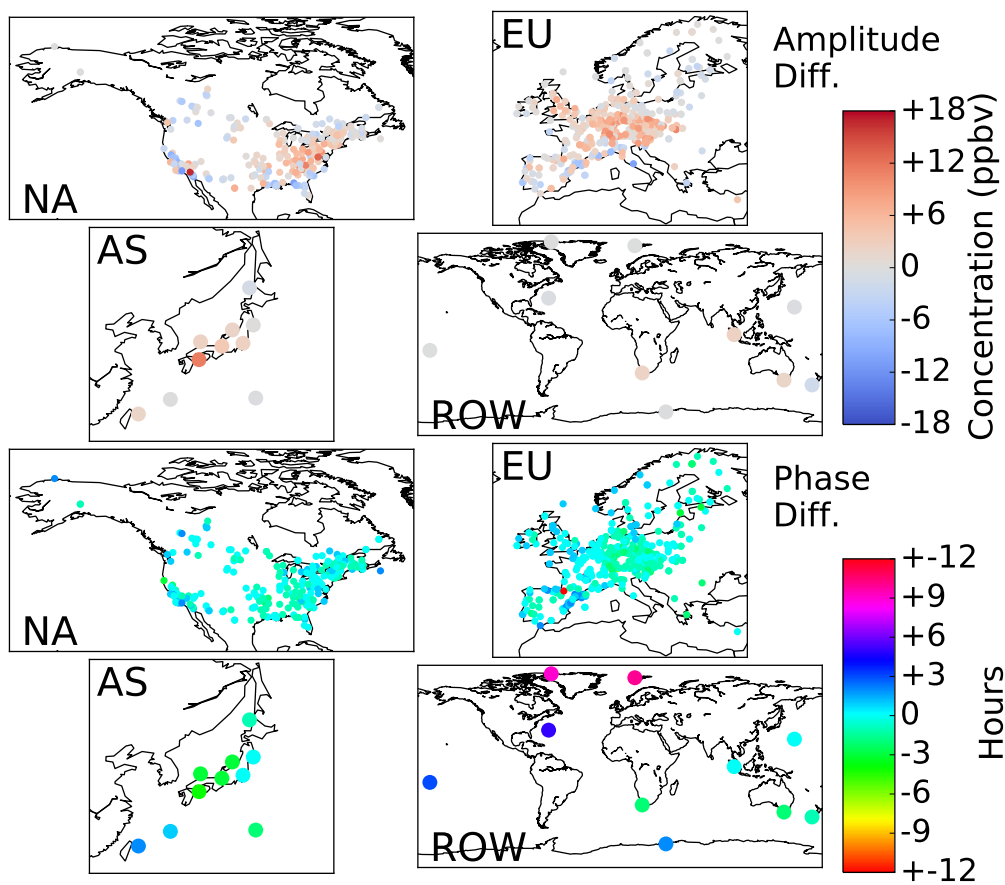 NA
EU
Amplitude
Diff.
+18
+12
+6
0
-6
-12
-18
Concentration (ppbv)
AS
ROW
NA
EU
Phase
Diff.
+-12
+9
+6
+3
0
-3
-6
-9
+-12
Hours
AS
ROW